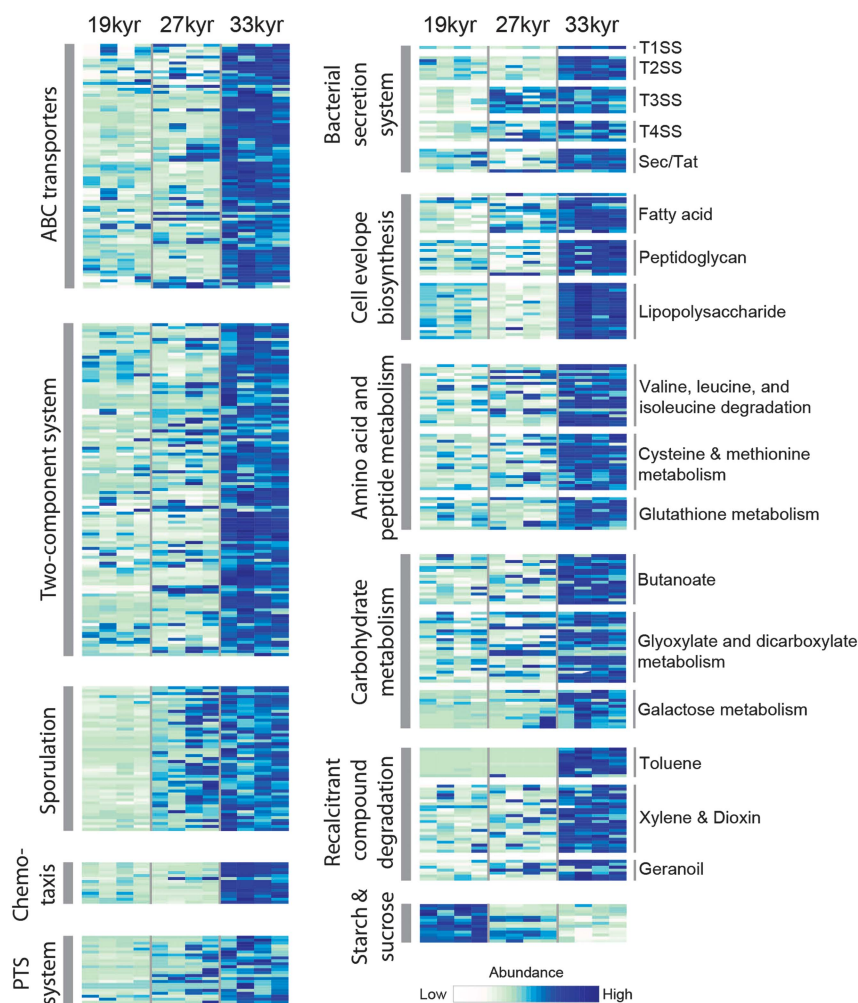 19kyr 27kyr 33kyr
ABC transporters
Two-component system
Sporulation
Chemo-
taxis
PTS
system
19kyr 27kyr 33kyr
Bacterial
secretion
system
T1SS
T2SS
T3SS
T4SS
Sec/Tat
Cell evelope
biosynthesis
Fatty acid
Peptidoglycan
Lipopolysaccharide
Amino acid and
peptide metabolism
Valine, leucine, and
isoleucine degradation
Cysteine & methionine
metabolism
Glutathione metabolism
Carbohydrate
metabolism
Butanoate
Glyoxylate and dicarboxylate
metabolism
Galactose metabolism
Recalcitrant
compound
degradation
Toluene
Xylene & Dioxin
Geranoil
Starch &
sucrose
Abundance
Low High